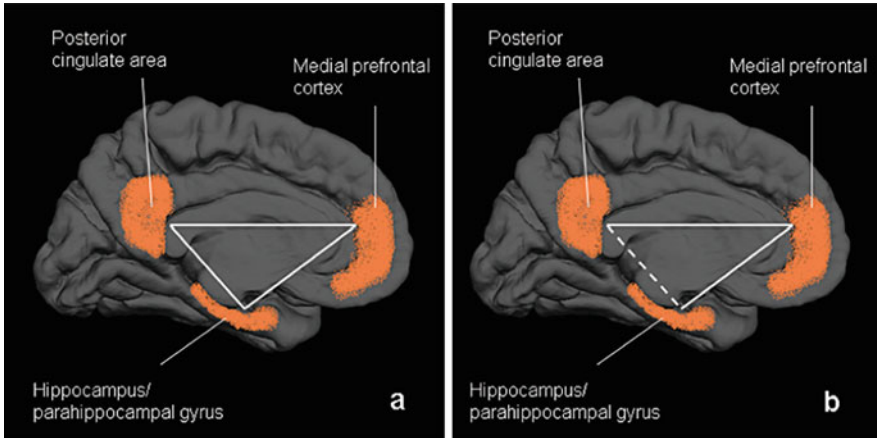 Posterior
cingulate area
Medial prefrontal
cortex
Hippocampus/
parahippocampal gyrus
a
Posterior
cingulate area
Medial prefrontal
cortex
Hippocampus/
parahippocampal gyrus
b